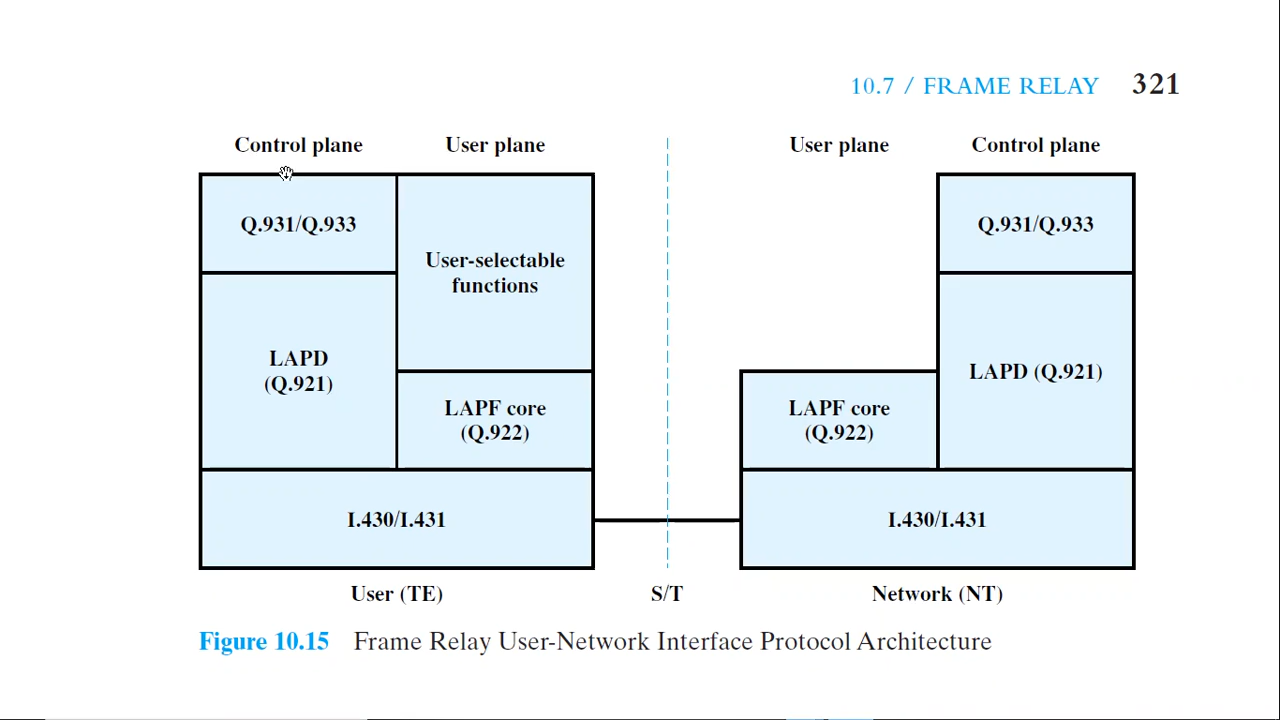 10.7 / FRAME RELAY 321
Control plane User plane User plane Control plane
Q.931/Q.933 Q.931/Q.933
User-selectable
functions
LAPD
(Q.921)
LAPD (Q.921)
LAPF core
(Q.922)
LAPF core
(Q.922)
I.430/I.431 I.430/I.431
User (TE) S/T Network (NT)
Figure 10.15 Frame Relay User-Network Interface Protocol Architecture